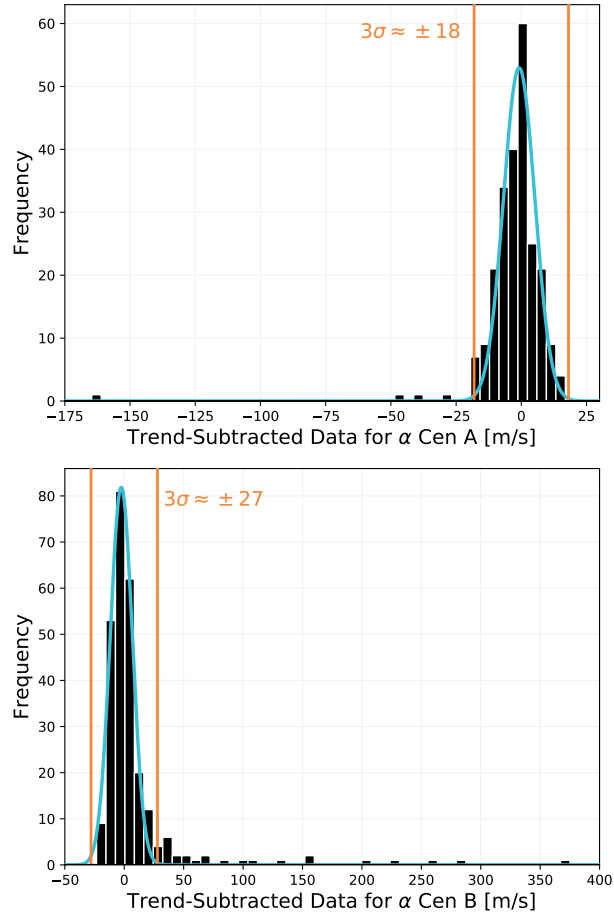 60
50
40
30
20
10
0
Frequency
3σ ≈ ± 18
−175 −150 −125 −100 −75 −50 −25 0 25
Trend-Subtracted Data for α Cen A [m/s]
80
70
60
50
40
30
20
10
0
Frequency
3σ ≈ ± 27
−50 0 50 100 150 200 250 300 350 400
Trend-Subtracted Data for α Cen B [m/s]